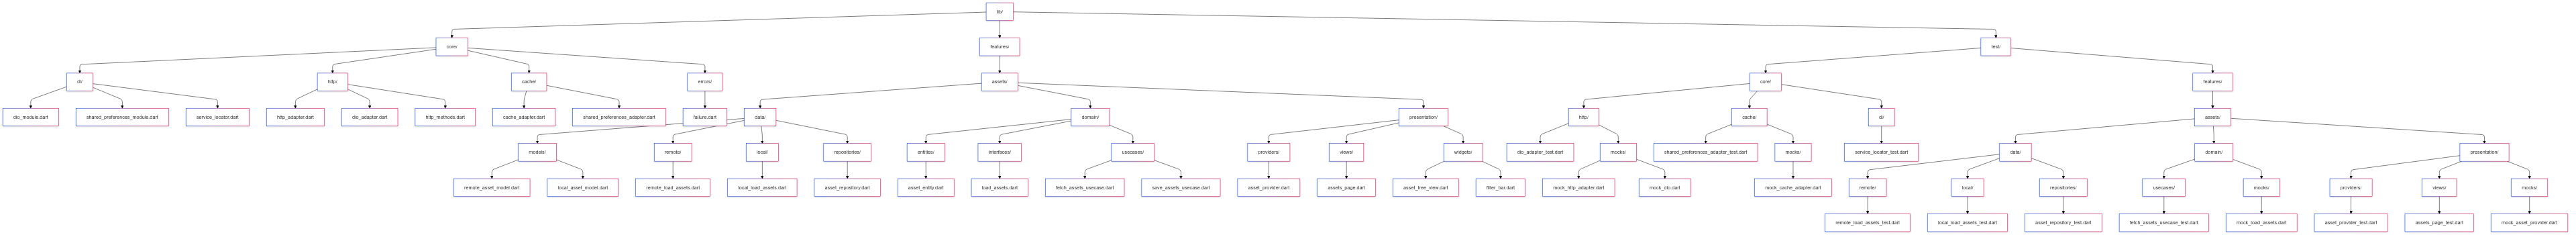 lib/
core/
features/
test/
di/
http/
cache/
errors/
assets/
core/
features/
dio_module.dart
shared_preferences_module.dart
service_locator.dart
http_adapter.dart
dio_adapter.dart
http_methods.dart
cache_adapter.dart
shared_preferences_adapter.dart
failure.dart
data/
domain/
presentation/
http/
cache/
di/
assets/
models/
remote/
local/
repositories/
entities/
interfaces/
usecases/
providers/
views/
widgets/
dio_adapter_test.dart
mocks/
shared_preferences_adapter_test.dart
mocks/
service_locator_test.dart
data/
domain/
presentation/
remote_asset_model.dart
local_asset_model.dart
remote_load_assets.dart
local_load_assets.dart
asset_repository.dart
asset_entity.dart
load_assets.dart
fetch_assets_usecase.dart
save_assets_usecase.dart
asset_provider.dart
assets_page.dart
asset_tree_view.dart
filter_bar.dart
mock_http_adapter.dart
mock_dio.dart
mock_cache_adapter.dart
remote/
local/
repositories/
usecases/
mocks/
providers/
views/
mocks/
remote_load_assets_test.dart
local_load_assets_test.dart
asset_repository_test.dart
fetch_assets_usecase_test.dart
mock_load_assets.dart
asset_provider_test.dart
assets_page_test.dart
mock_asset_provider.dart